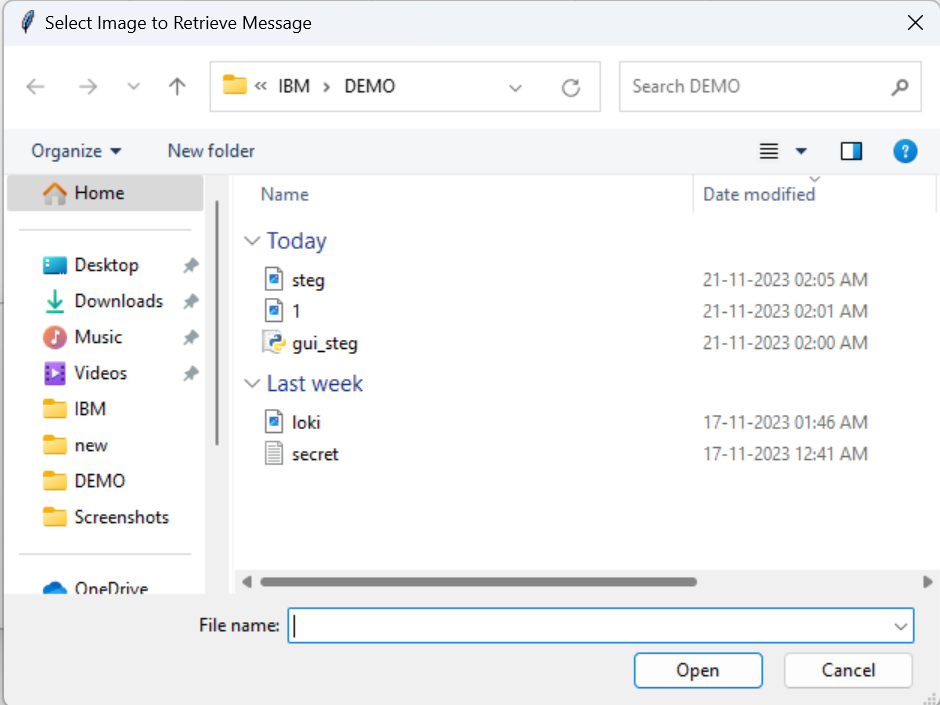 Select Image to Retrieve Message
« IBM > DEMO
Search DEMO
Organize
New folder
?
Home
Desktop
Downloads
Music
Videos
IBM
new
DEMO
Screenshots
OneDrive
Name Date modified
Today
steg 21-11-2023 02:05 AM
1 21-11-2023 02:01 AM
gui_steg 21-11-2023 02:00 AM
Last week
loki 17-11-2023 01:46 AM
secret 17-11-2023 12:41 AM
File name:
Open Cancel